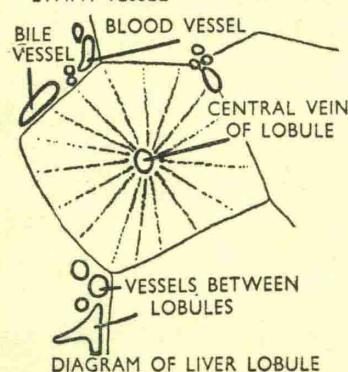 BLOOD VESSEL
BILE
VESSEL
CENTRAL VEIN
OF LOBULE
VESSELS BETWEEN
LOBULES
DIAGRAM OF LIVER LOBULE